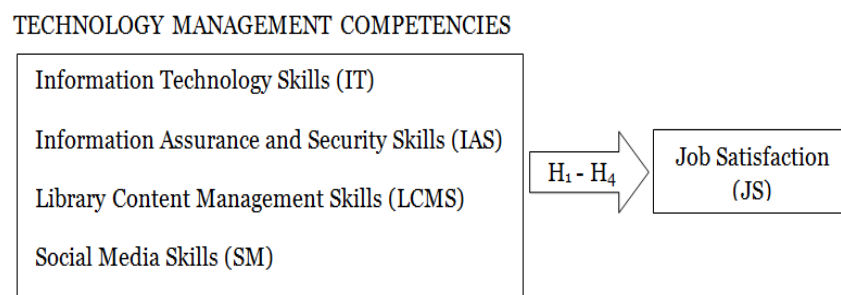 TECHNOLOGY MANAGEMENT COMPETENCIES
Information Technology Skills (IT)
Information Assurance and Security Skills (IAS)
Library Content Management Skills (LCMS)
Social Media Skills (SM)
H₁ - H₄
Job Satisfaction
(JS)